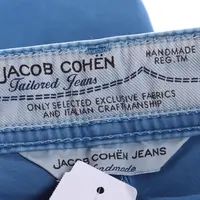 JACOB COHËN
Tailored Jeans
HANDMADE
REG.TM
ONLY SELECTED EXCLUSIVE FABRICS
AND ITALIAN CRAFTMANSHIP
JACOB COHËN JEANS
Handmade